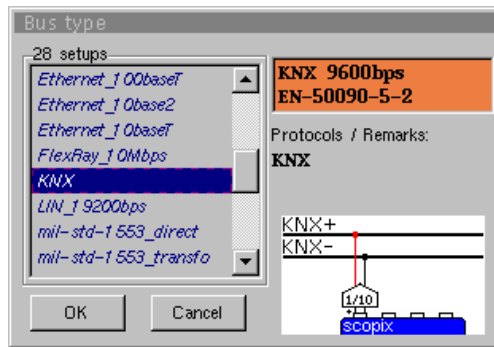 Bus type
28 setups
Ethernet_100baseT
Ethernet_10base2
Ethernet_10baseT
FlexRay_10Mbps
KNX
LIN_19200bps
mil-std-1553_direct
mil-std-1553_transfo
OK
Cancel
KNX 9600bps
EN-50090-5-2
Protocols / Remarks:
KNX
KNX+
KNX-
1/10
scopix